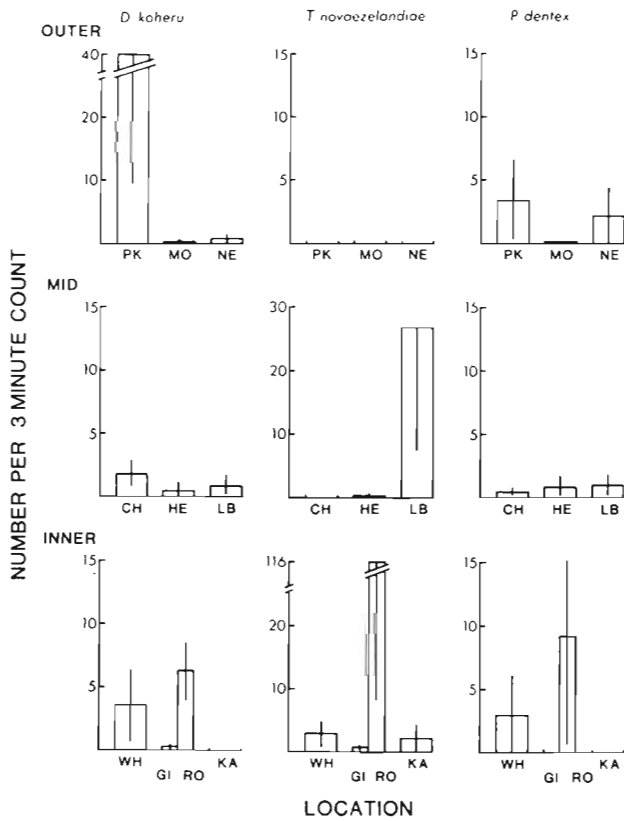 D koheru T novaezelandiae P dentex
OUTER
40 15 15
10 10
10 5 5
PK MO NE PK MO NE PK MO NE
NUMBER PER 3 MINUTE COUNT
MID
15 30 15
10 20 10
5 10 5
CH HE LB CH HE LB CH HE LB
INNER
15 116 15
10 20 10
5 10 5
WH GI RO KA WH GI RO KA WH GI RO KA
LOCATION